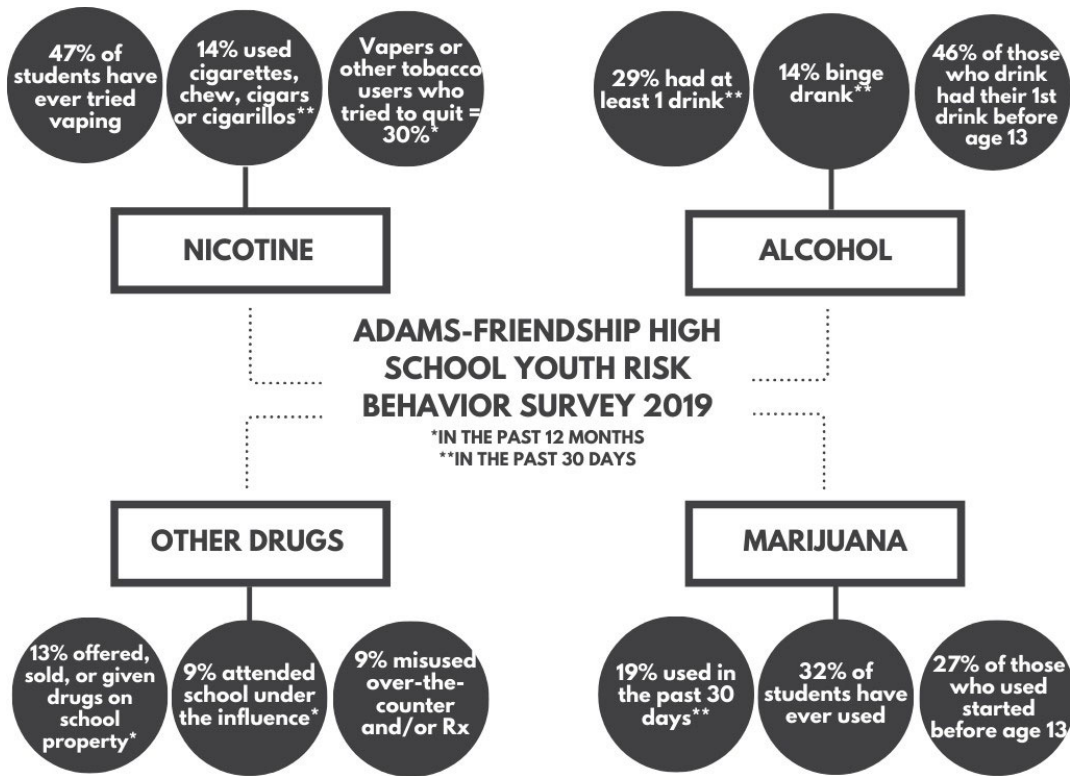 47% of
students have
ever tried
vaping
14% used
cigarettes,
chew, cigars
or cigarillos**
Vapers or
other tobacco
users who
tried to quit =
30%*
NICOTINE
29% had at
least 1 drink**
14% binge
drank**
46% of those
who drink
had their 1st
drink before
age 13
ALCOHOL
ADAMS-FRIENDSHIP HIGH
SCHOOL YOUTH RISK
BEHAVIOR SURVEY 2019
*IN THE PAST 12 MONTHS
**IN THE PAST 30 DAYS
OTHER DRUGS
13% offered,
sold, or given
drugs on
school
property*
9% attended
school under
the influence*
9% misused
over-the-
counter
and/or Rx
MARIJUANA
19% used in
the past 30
days**
32% of
students have
ever used
27% of those
who used
started
before age 13